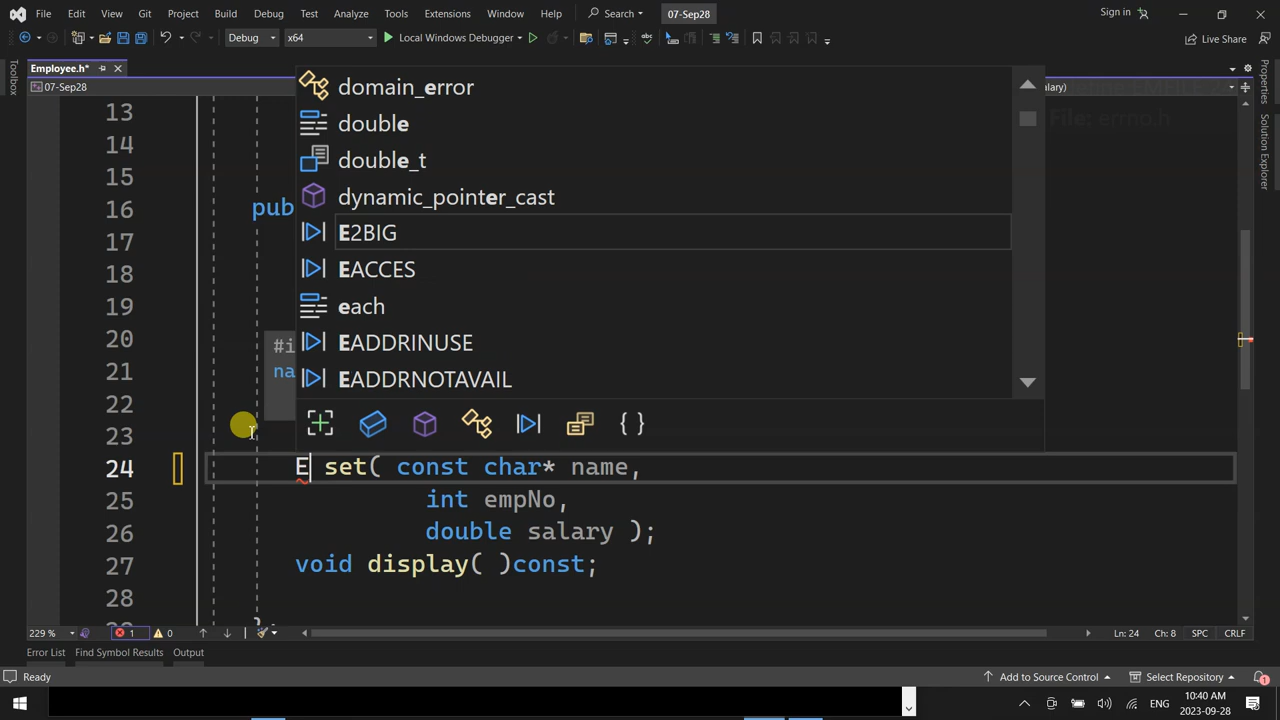 File Edit View Git Project Build Debug Test Analyze Tools Extensions Window Help Search 07-Sep28 Sign in
Debug x64 Local Windows Debugger Live Share
Toolbox
Employee.h*
07-Sep28 lary)
Properties
Solution Explorer
File: errno.h
domain_error
double
double_t
dynamic_pointer_cast
E2BIG
EACCES
each
EADDRINUSE
EADDRNOTAVAIL
13
14
15
16 pub
17
18
19
20 #i
21 na
22
23
24 E set( const char* name,
25 int empNo,
26 double salary );
27 void display( )const;
28
};
229 % 1 0 Ln: 24 Ch: 8 SPC CRLF
Error List Find Symbol Results Output
Ready Add to Source Control Select Repository 1
ENG 10:40 AM
2023-09-28